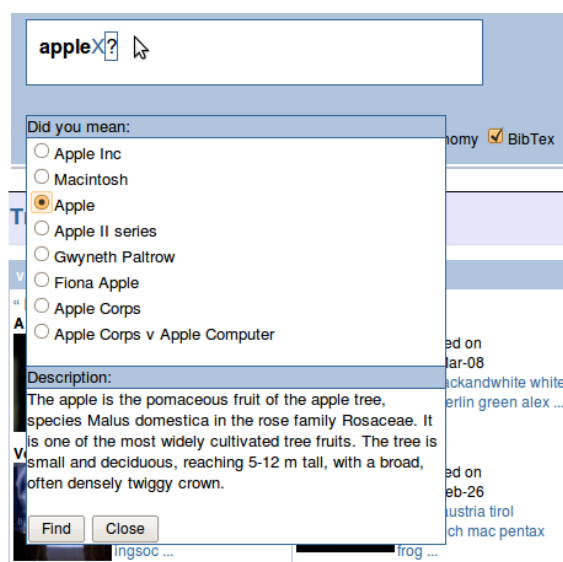 appleX?
Did you mean:
nomy BibTex
Apple Inc
Macintosh
Apple
Apple II series
Gwyneth Paltrow
Fiona Apple
Apple Corps
Apple Corps v Apple Computer
Description:
The apple is the pomaceous fruit of the apple tree,
species Malus domestica in the rose family Rosaceae. It
is one of the most widely cultivated tree fruits. The tree is
small and deciduous, reaching 5-12 m tall, with a broad,
often densely twiggy crown.
Find Close
T
v
«
A
V
ingsoc ...
ed on
ar-08
ackandwhite white
erlin green alex ...
ed on
eb-26
ustria tirol
ch mac pentax
frog ...